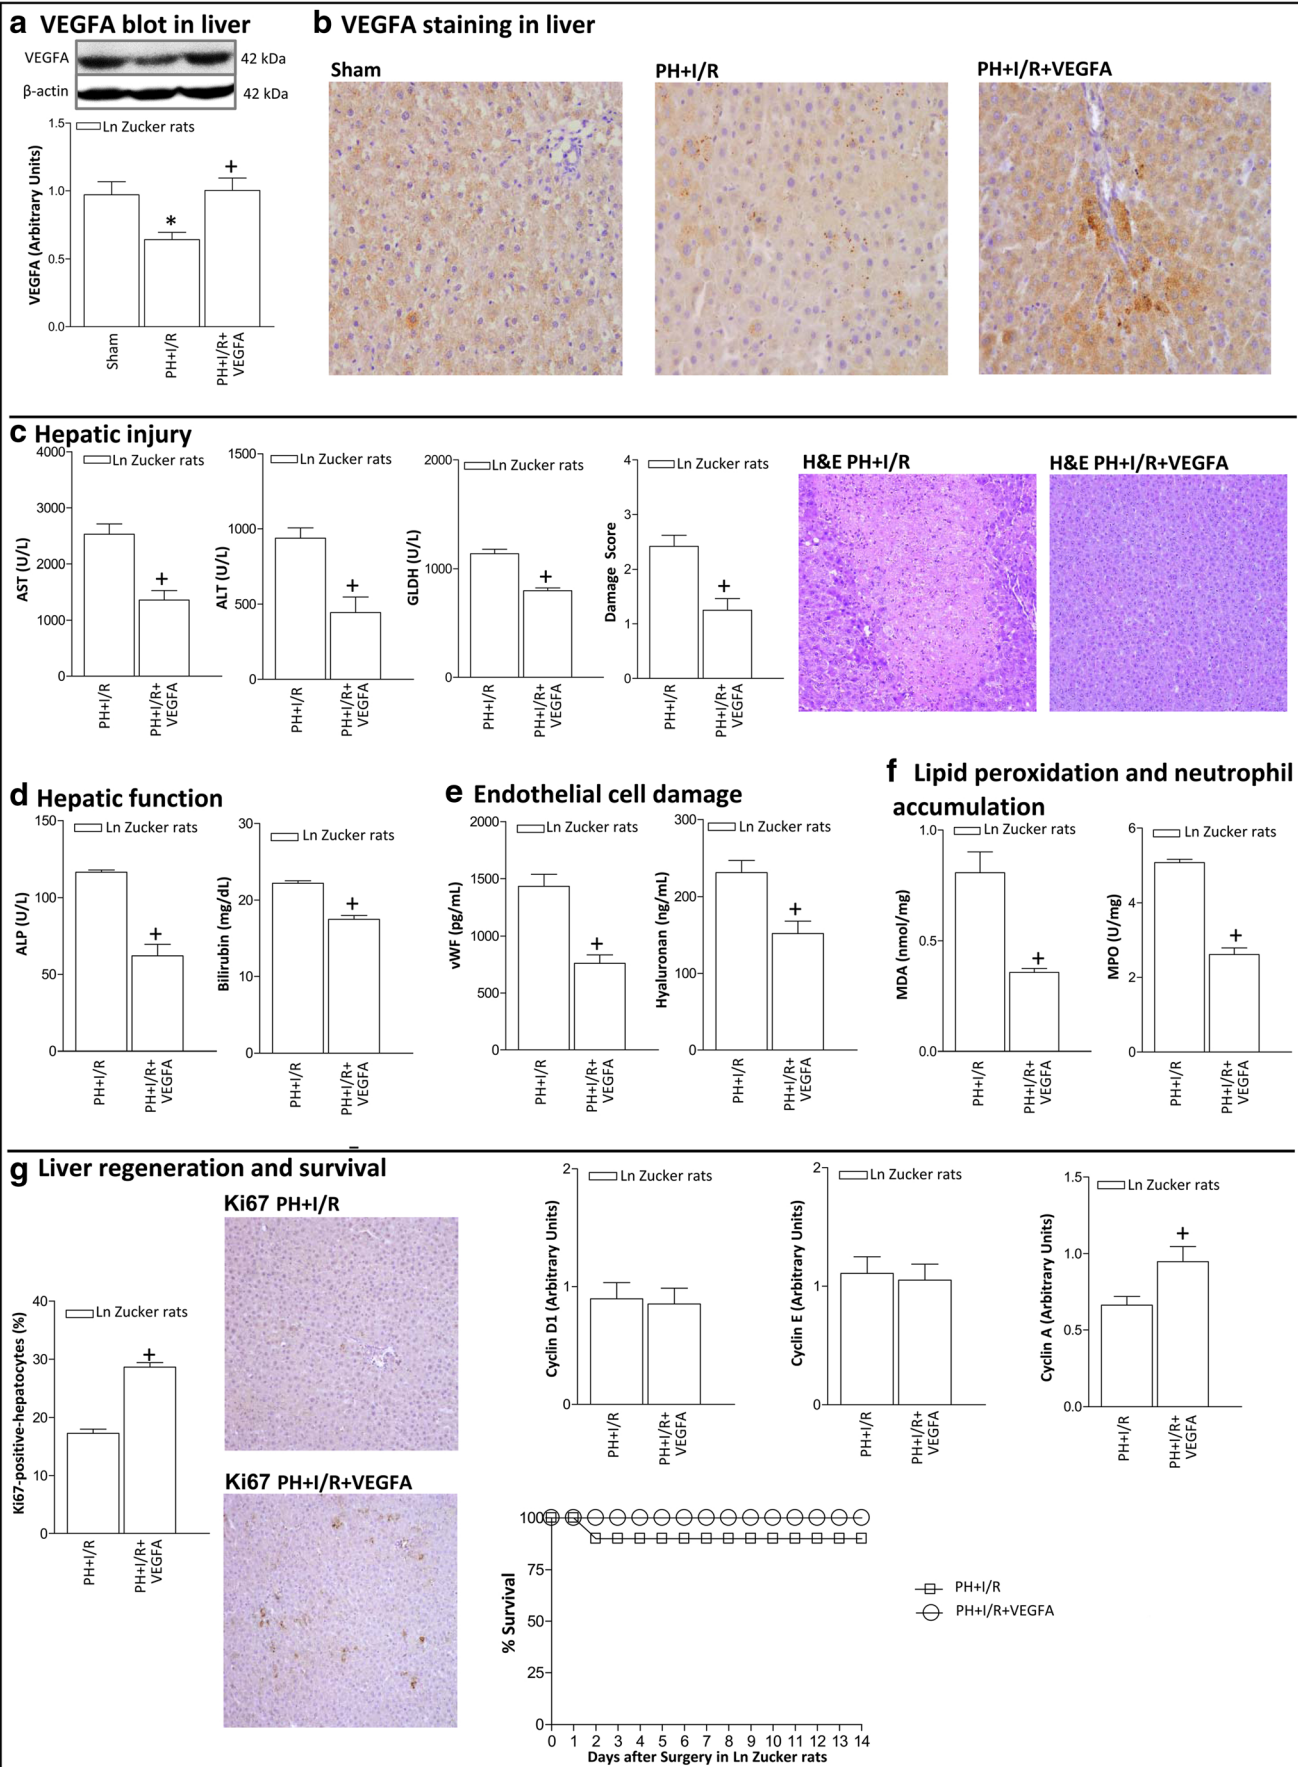 a VEGFA blot in liver
VEGFA 42 kDa
β-actin 42 kDa
Ln Zucker rats
VEGFA (Arbitrary Units)
1.5
1.0
0.5
0.0
*
+
Sham
PH+I/R
PH+I/R+
VEGFA
b VEGFA staining in liver
Sham
PH+I/R
PH+I/R+VEGFA
c Hepatic injury
Ln Zucker rats
AST (U/L)
4000
3000
2000
1000
0
+
PH+I/R
PH+I/R+
VEGFA
Ln Zucker rats
ALT (U/L)
1500
1000
500
0
+
PH+I/R
PH+I/R+
VEGFA
Ln Zucker rats
GLDH (U/L)
2000
1000
0
+
PH+I/R
PH+I/R+
VEGFA
Ln Zucker rats
Damage Score
4
3
2
1
0
+
PH+I/R
PH+I/R+
VEGFA
H&E PH+I/R
H&E PH+I/R+VEGFA
d Hepatic function
Ln Zucker rats
ALP (U/L)
150
100
50
0
+
PH+I/R
PH+I/R+
VEGFA
Ln Zucker rats
Bilirubin (mg/dL)
30
20
10
0
+
PH+I/R
PH+I/R+
VEGFA
e Endothelial cell damage
Ln Zucker rats
vWF (pg/mL)
2000
1500
1000
500
0
+
PH+I/R
PH+I/R+
VEGFA
Ln Zucker rats
Hyaluronan (ng/mL)
300
200
100
0
+
PH+I/R
PH+I/R+
VEGFA
f Lipid peroxidation and neutrophil
accumulation
Ln Zucker rats
MDA (nmol/mg)
1.0
0.5
0.0
+
PH+I/R
PH+I/R+
VEGFA
Ln Zucker rats
MPO (U/mg)
6
4
2
0
+
PH+I/R
PH+I/R+
VEGFA
g Liver regeneration and survival
Ln Zucker rats
Ki67-positive-hepatocytes (%)
40
30
20
10
0
+
PH+I/R
PH+I/R+
VEGFA
Ki67 PH+I/R
Ki67 PH+I/R+VEGFA
Ln Zucker rats
Cyclin D1 (Arbitrary Units)
2
1
0
PH+I/R
PH+I/R+
VEGFA
Ln Zucker rats
Cyclin E (Arbitrary Units)
2
1
0
PH+I/R
PH+I/R+
VEGFA
Ln Zucker rats
Cyclin A (Arbitrary Units)
1.5
1.0
0.5
0.0
+
PH+I/R
PH+I/R+
VEGFA
% Survival
100
75
50
25
0
0 1 2 3 4 5 6 7 8 9 10 11 12 13 14
Days after Surgery in Ln Zucker rats
PH+I/R
PH+I/R+VEGFA